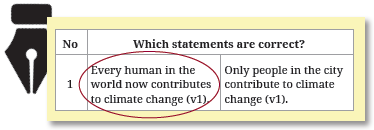 No Which statements are correct?
1 Every human in the world now contributes to climate change (v1). Only people in the city contribute to climate change (v1).